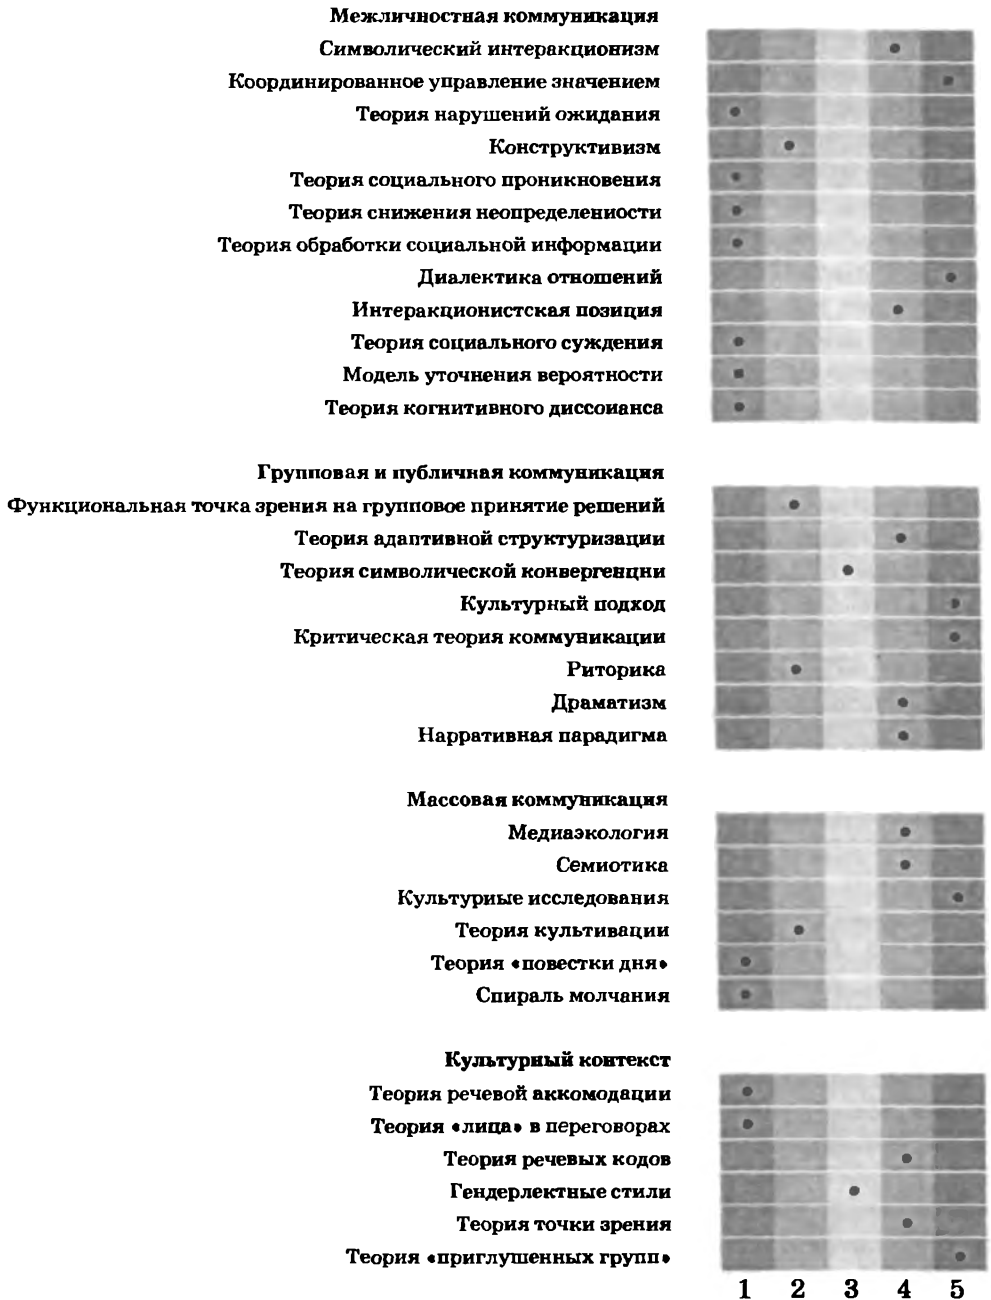 Межличностная коммуникация
Символический интеракционизм
Координированное управление значением
Теория нарушений ожидания
Конструктивизм
Теория социального проникновения
Теория снижения неопределенности
Теория обработки социальной информации
Диалектика отношений
Интеракционистская позиция
Теория социального суждения
Модель уточнения вероятности
Теория когнитивного диссонанса
Групповая и публичная коммуникация
Функциональная точка зрения на групповое принятие решений
Теория адаптивной структуризации
Теория символической конвергенции
Культурный подход
Критическая теория коммуникации
Риторика
Драматизм
Нарративная парадигма
Массовая коммуникация
Медиаэкология
Семиотика
Культурные исследования
Теория культивации
Теория «повестки дня»
Спираль молчания
Культурный контекст
Теория речевой аккомодации
Теория «лица» в переговорах
Теория речевых кодов
Гендерлектные стили
Теория точки зрения
Теория «приглушенных групп»
1 2 3 4 5